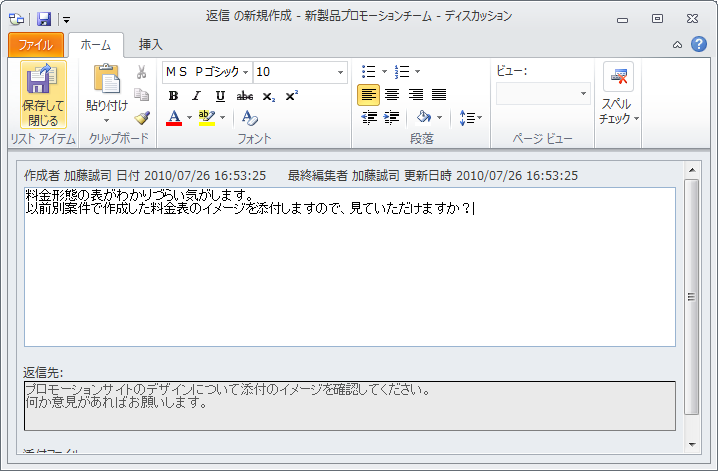 返信 の新規作成 - 新製品プロモーションチーム - ディスカッション
ファイル ホーム 挿入
保存して
閉じる
貼り付け
MS Pゴシック 10
B I U abc x₂ x²
A ab A
ビュー:
スペル
チェック
リスト アイテム クリップボード フォント 段落 ページ ビュー
作成者 加藤誠司 日付 2010/07/26 16:53:25 最終編集者 加藤誠司 更新日時 2010/07/26 16:53:25
料金形態の表がわかりづらい気がします。
以前別案件で作成した料金表のイメージを添付しますので、見ていただけますか?
返信先:
プロモーションサイトのデザインについて添付のイメージを確認してください。
何か意見があればお願いします。
添付ファイル